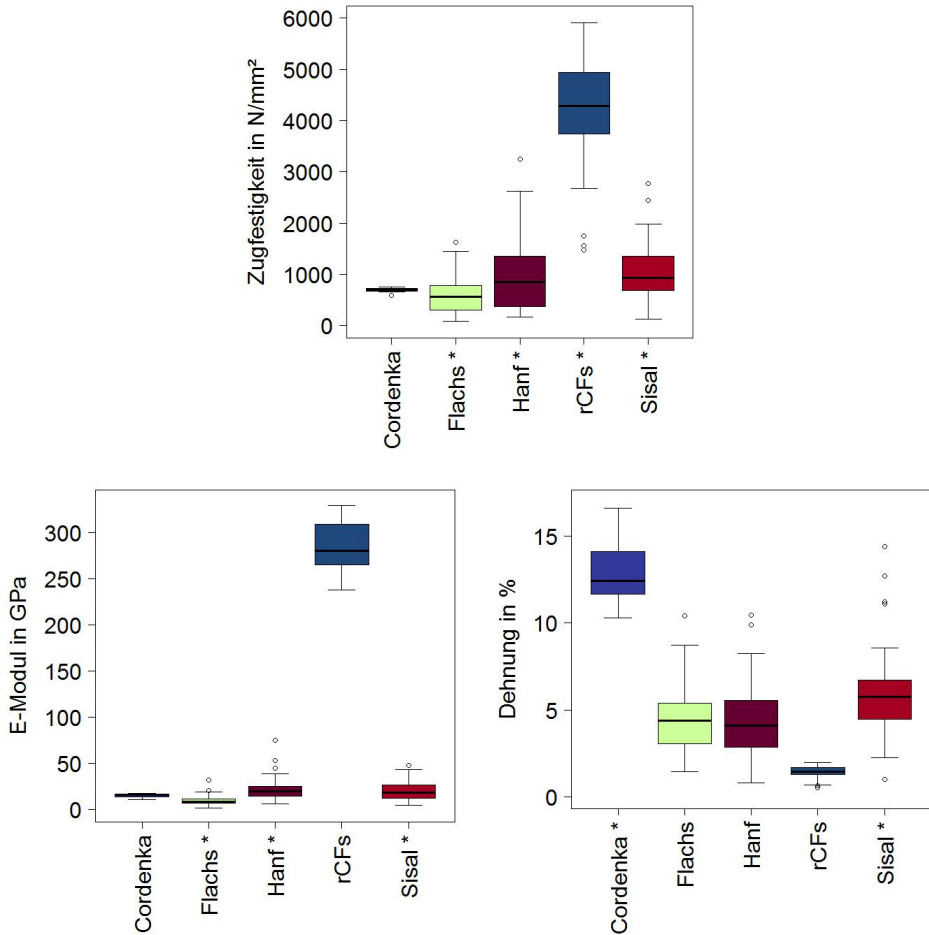 Zugfestigkeit in N/mm²
6000
5000
4000
3000
2000
1000
0
Cordenka
Flachs *
Hanf *
rCFs *
Sisal *
E-Modul in GPa
300
250
200
150
100
50
0
Cordenka
Flachs *
Hanf *
rCFs
Sisal *
Dehnung in %
15
10
5
0
Cordenka *
Flachs
Hanf
rCFs
Sisal *